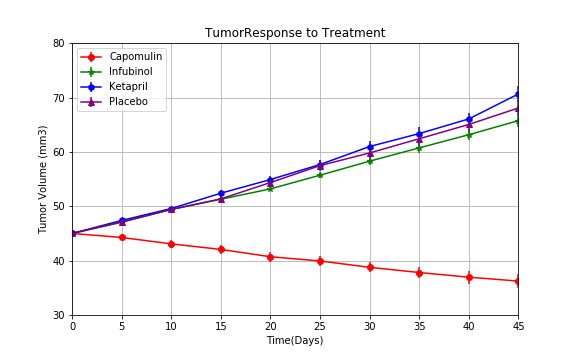 TumorResponse to Treatment
Capomulin
Infubinol
Ketapril
Placebo
Tumor Volume (mm3)
80
70
60
50
40
30
0 5 10 15 20 25 30 35 40 45
Time(Days)